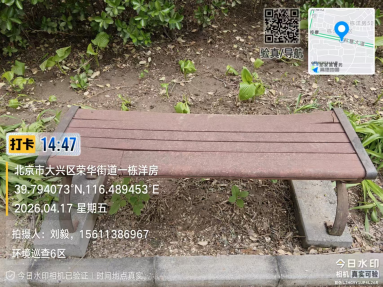 验真/导航
打卡 14:47
北京市大兴区荣华街道一栋洋房
39.794073°N,116.489453°E
2026.04.17 星期五
拍摄人：刘毅，15611386967
环境巡查6区
今日水印相机已验证 | 时间地点真实
今日水印
相机 真实可验